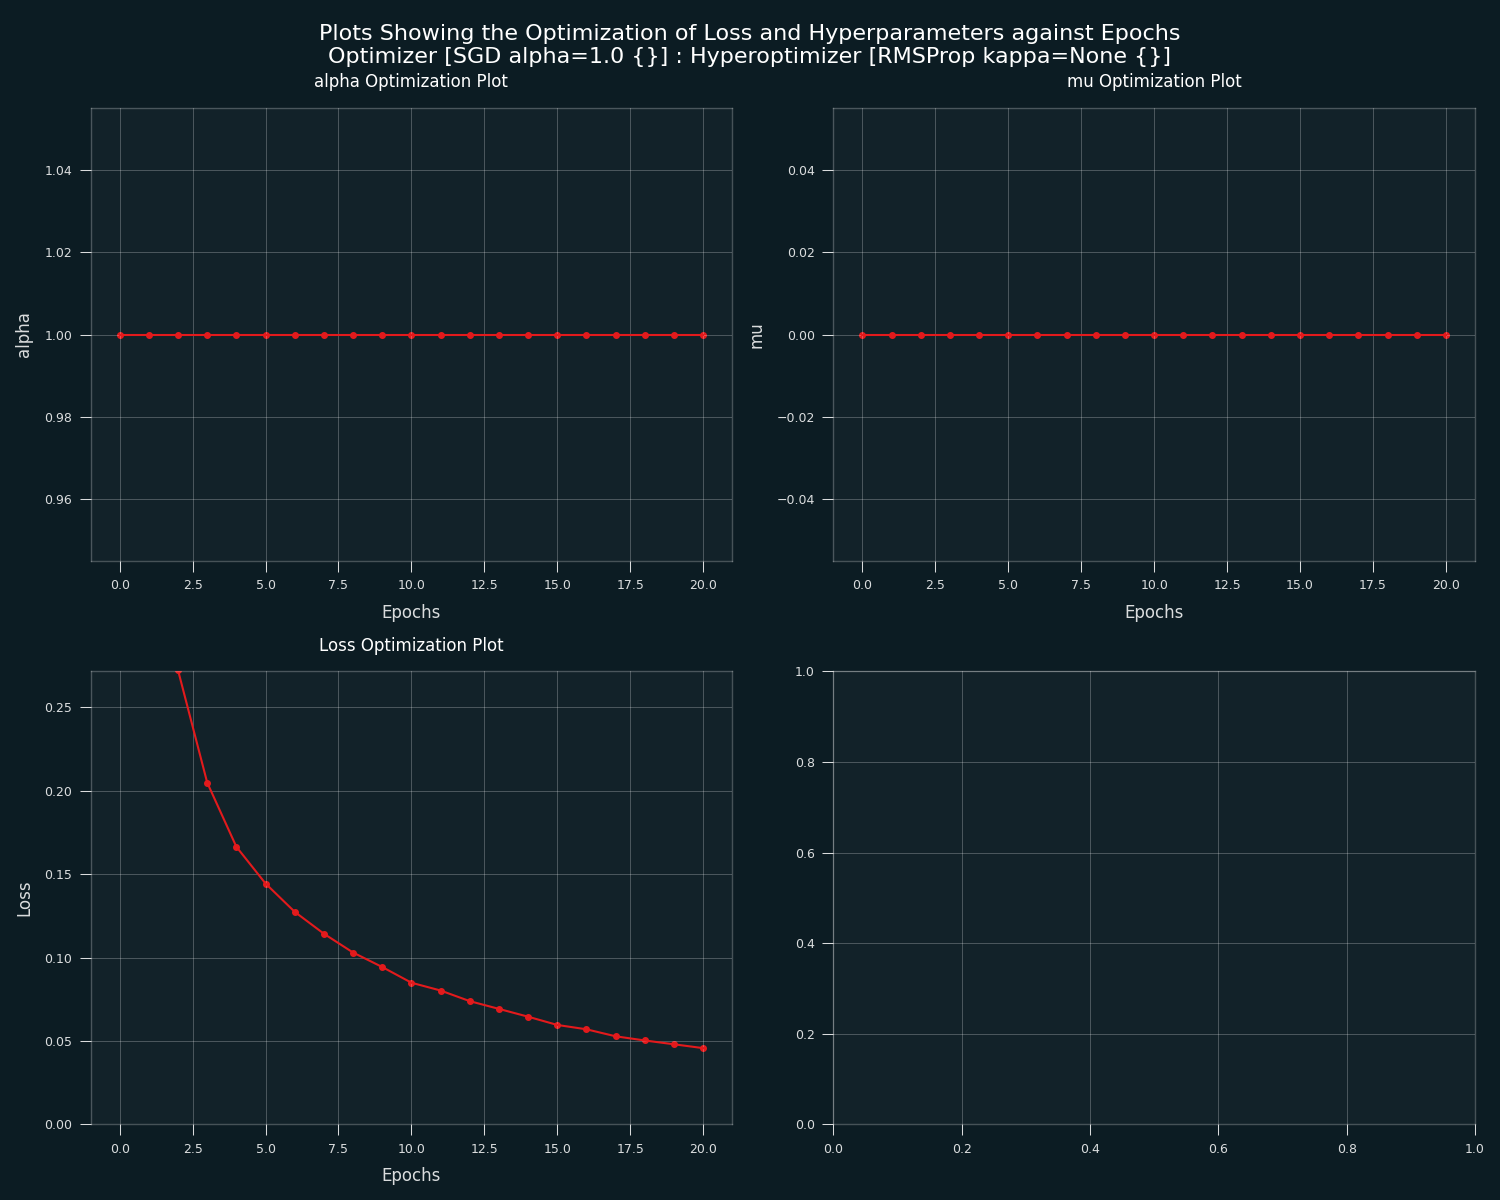 Plots Showing the Optimization of Loss and Hyperparameters against Epochs
Optimizer [SGD alpha=1.0 {}] : Hyperoptimizer [RMSProp kappa=None {}]
alpha Optimization Plot
1.04
1.02
1.00
0.98
0.96
alpha
0.0 2.5 5.0 7.5 10.0 12.5 15.0 17.5 20.0
Epochs
mu Optimization Plot
0.04
0.02
0.00
−0.02
−0.04
mu
0.0 2.5 5.0 7.5 10.0 12.5 15.0 17.5 20.0
Epochs
Loss Optimization Plot
0.25
0.20
0.15
0.10
0.05
0.00
Loss
0.0 2.5 5.0 7.5 10.0 12.5 15.0 17.5 20.0
Epochs
1.0
0.8
0.6
0.4
0.2
0.0
0.0 0.2 0.4 0.6 0.8 1.0